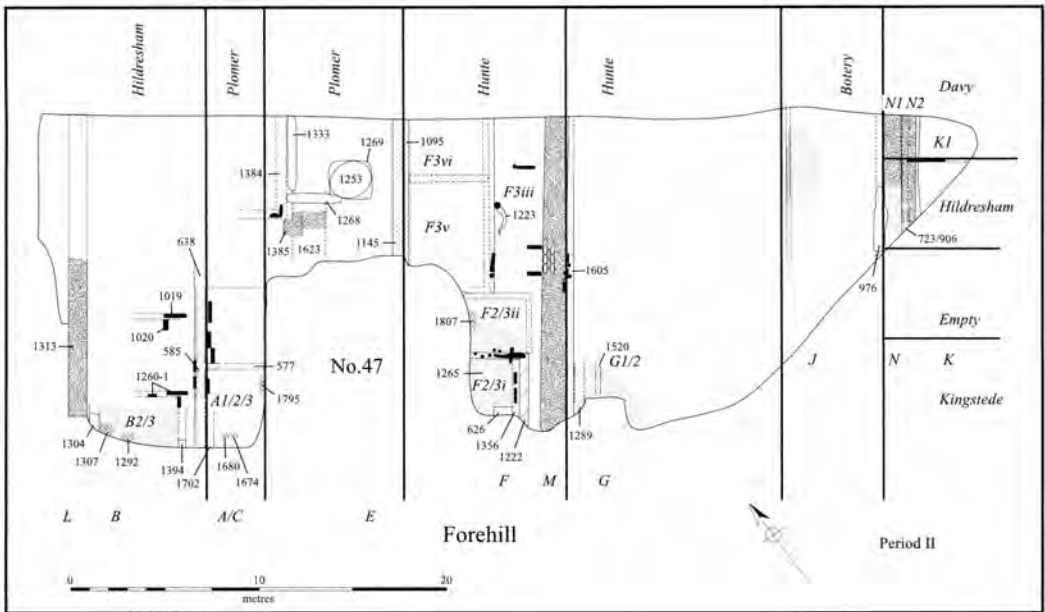 Hildresham
Plomer
Plomer
Hunte
Hunte
Botery
Davy
N1 N2
K1
1333
1269
1095
F3vi
1384
1253
F3iii
1268
1223
Hildresham
F3v
1385 1623
1145
723/906
638
1605
976
1019
F2/3ii
Empty
1020
1807
1313
585
577
No.47
1520
G1/2
J
N
K
1265
F2/3i
1260-1
A1/2/3
1795
Kingstede
B2/3
626
1304
1356
1289
1307
1222
1292
1394
1680
1702
1674
F
M
G
L
B
A/C
E
Forehill
Period II
0
10
20
metres